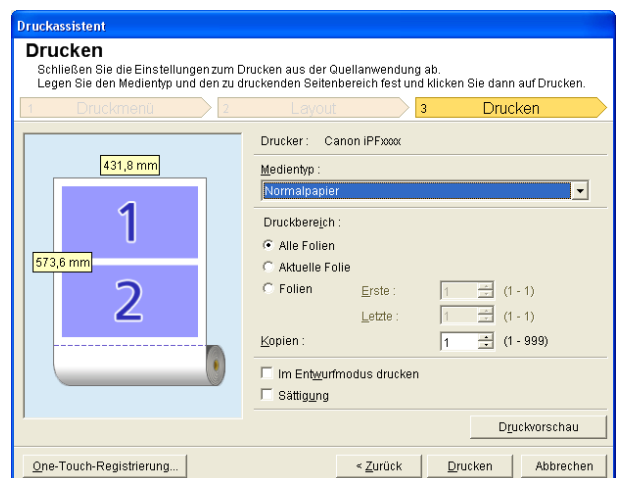 Druckassistent
Drucken
Schließen Sie die Einstellungen zum Drucken aus der Quellanwendung ab.
Legen Sie den Medientyp und den zu druckenden Seitenbereich fest und klicken Sie dann auf Drucken.
1 Druckmenü 2 Layout 3 Drucken
Drucker : Canon iPFxxxx
431,8 mm
Medientyp :
Normalpapier
1
Druckbereich :
Alle Folien
573,6 mm
Aktuelle Folie
2
Folien Erste : 1 (1 - 1)
Letzte : 1 (1 - 1)
Kopien : 1 (1 - 999)
Im Entwurfmodus drucken
Sättigung
Druckvorschau
One-Touch-Registrierung... < Zurück Drucken Abbrechen